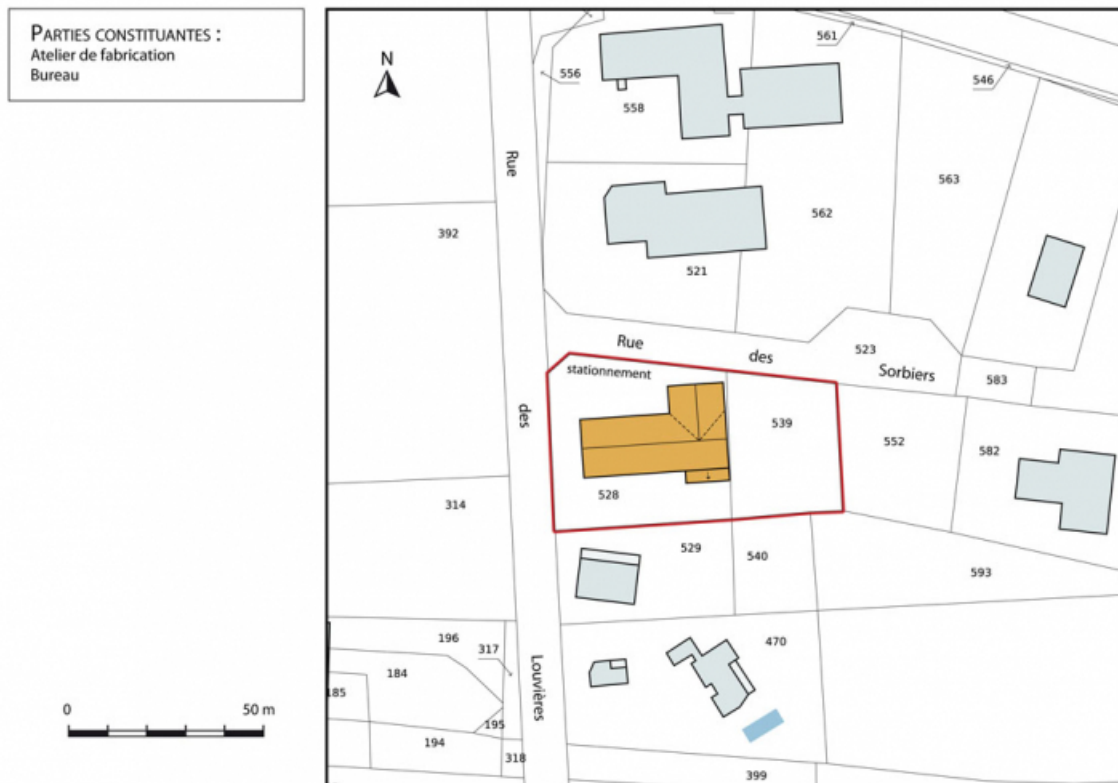 PARTIES CONSTITUANTES :
Atelier de fabrication
Bureau
N
561
556
546
558
Rue
563
392
562
521
Rue
des
523
Sorbiers
583
stationnement
des
539
552
582
528
314
529
540
593
196
317
470
184
Louvières
185
0
50 m
195
194
318
399